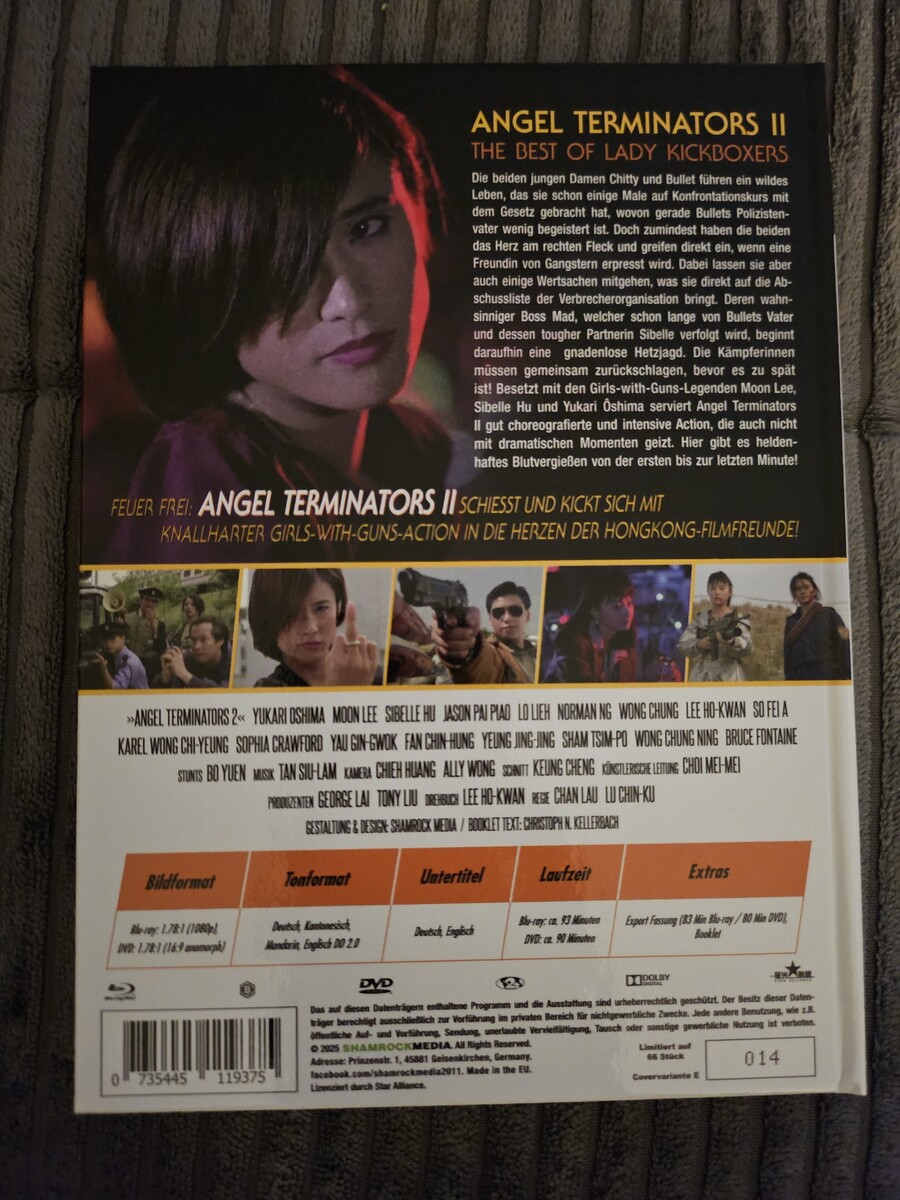 ANGEL TERMINATORS II
THE BEST OF LADY KICKBOXERS
Die beiden jungen Damen Chitty und Bullet führen ein wildes
Leben, das sie schon einige Male auf Konfrontationskurs mit
dem Gesetz gebracht hat, wovon gerade Bullets Polizisten-
vater wenig begeistert ist. Doch zumindest haben die beiden
das Herz am rechten Fleck und greifen direkt ein, wenn eine
Freundin von Gangstern erpresst wird. Dabei lassen sie aber
auch einige Wertsachen mitgehen, was sie direkt auf die Ab-
schussliste der Verbrecherorganisation bringt. Deren wahn-
sinniger Boss Mad, welcher schon lange von Bullets Vater
und dessen tougher Partnerin Sibelle verfolgt wird, beginnt
daraufhin eine gnadenlose Hetzjagd. Die Kämpferinnen
müssen gemeinsam zurückschlagen, bevor es zu spät
ist! Besetzt mit den Girls-with-Guns-Legenden Moon Lee,
Sibelle Hu und Yukari Ôshima serviert Angel Terminators
II gut choreografierte und intensive Action, die auch nicht
mit dramatischen Momenten geizt. Hier gibt es helden-
haftes Blutvergießen von der ersten bis zur letzten Minute!
FEUER FREI: ANGEL TERMINATORS II SCHIESST UND KICKT SICH MIT
KNALLHARTER GIRLS-WITH-GUNS-ACTION IN DIE HERZEN DER HONGKONG-FILMFREUNDE!
»ANGEL TERMINATORS 2« YUKARI OSHIMA MOON LEE SIBELLE HU JASON PAI PIAO LO LIEH NORMAN NG WONG CHUNG LEE HO-KWAN SO FEI A
KAREL WONG CHI-YEUNG SOPHIA CRAWFORD YAU GIN-GWOK FAN CHIN-HUNG YEUNG JING-JING SHAM TSIM-PO WONG CHUNG NING BRUCE FONTAINE
STUNTS BO YUEN MUSIK TAN SIU-LAM KAMERA CHIEH HUANG ALLY WONG SCHNITT KEUNG CHENG KÜNSTLERISCHE LEITUNG CHOI MEI-MEI
PRODUZENTEN GEORGE LAI TONY LIU DREHBUCH LEE HO-KWAN REGIE CHAN LAU LU CHIN-KU
GESTALTUNG & DESIGN: SHAMROCK MEDIA / BOOKLET TEXT: CHRISTOPH N. KELLERBACH
Bildformat Tonformat Untertitel Laufzeit Extras
Blu-ray: 1.78:1 (1080p),
DVD: 1.78:1 (16:9 anamorph)
Deutsch, Kantonesisch,
Mandarin, Englisch DD 2.0
Deutsch, Englisch
Blu-ray: ca. 93 Minuten
DVD: ca. 90 Minuten
Export Fassung (83 Min Blu-ray / 80 Min DVD),
Booklet
Blu-ray Disc
B
DVD
VIDEO
2
DOLBY
DIGITAL
STAR ALLIANCE
Das auf diesen Datenträgern enthaltene Programm und die Ausstattung sind urheberrechtlich geschützt. Der Besitz dieser Daten-
träger berechtigt ausschließlich zur Vorführung im privaten Bereich für nichtgewerbliche Zwecke. Jede andere Benutzung, wie z.B.
öffentliche Auf- und Vorführung, Sendung, unerlaubte Vervielfältigung, Tausch oder sonstige gewerbliche Nutzung ist verboten.
© 2025 SHAMROCKMEDIA. All Rights Reserved.
Adresse: Prinzenstr. 1, 45881 Gelsenkirchen, Germany.
facebook.com/shamrockmedia2011. Made in the EU.
Lizenziert durch Star Alliance.
0 735445 119375
Limitiert auf
66 Stück
Covervariante E
014